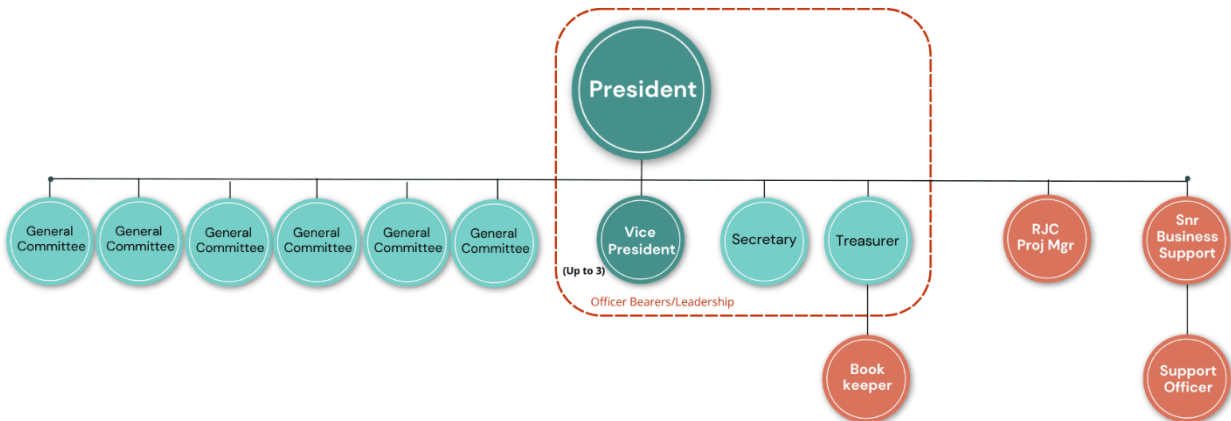 President
General
Committee
General
Committee
General
Committee
General
Committee
General
Committee
General
Committee
Vice
President
(Up to 3)
Secretary
Treasurer
RJC
Proj Mgr
Snr
Business
Support
Officer Bearers/Leadership
Book
keeper
Support
Officer